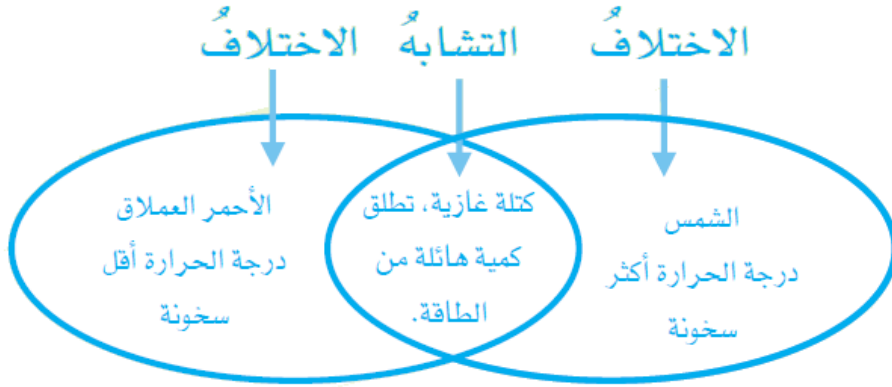 الاختلافُ
التشابهُ
الاختلافُ
الشمس
درجة الحرارة أكثر
سخونة
كتلة غازية، تطلق
كمية هائلة من
الطاقة.
الأحمر العملاق
درجة الحرارة أقل
سخونة